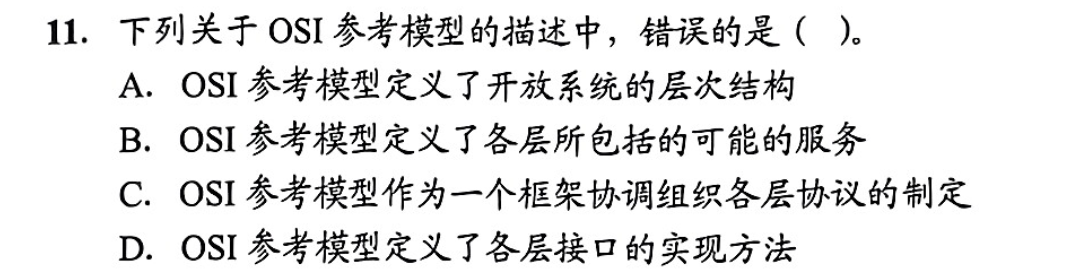 11. 下列关于 OSI 参考模型的描述中，错误的是（ ）。
A. OSI 参考模型定义了开放系统的层次结构
B. OSI 参考模型定义了各层所包括的可能的服务
C. OSI 参考模型作为一个框架协调组织各层协议的制定
D. OSI 参考模型定义了各层接口的实现方法